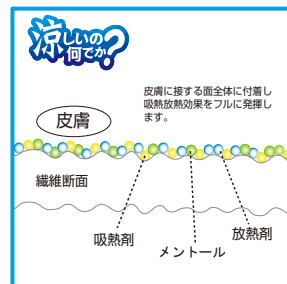 涼しいの
何でか？
皮膚に接する面全体に付着し
吸熱放熱効果をフルに発揮し
ます。
皮膚
繊維断面
吸熱剤
メントール
放熱剤